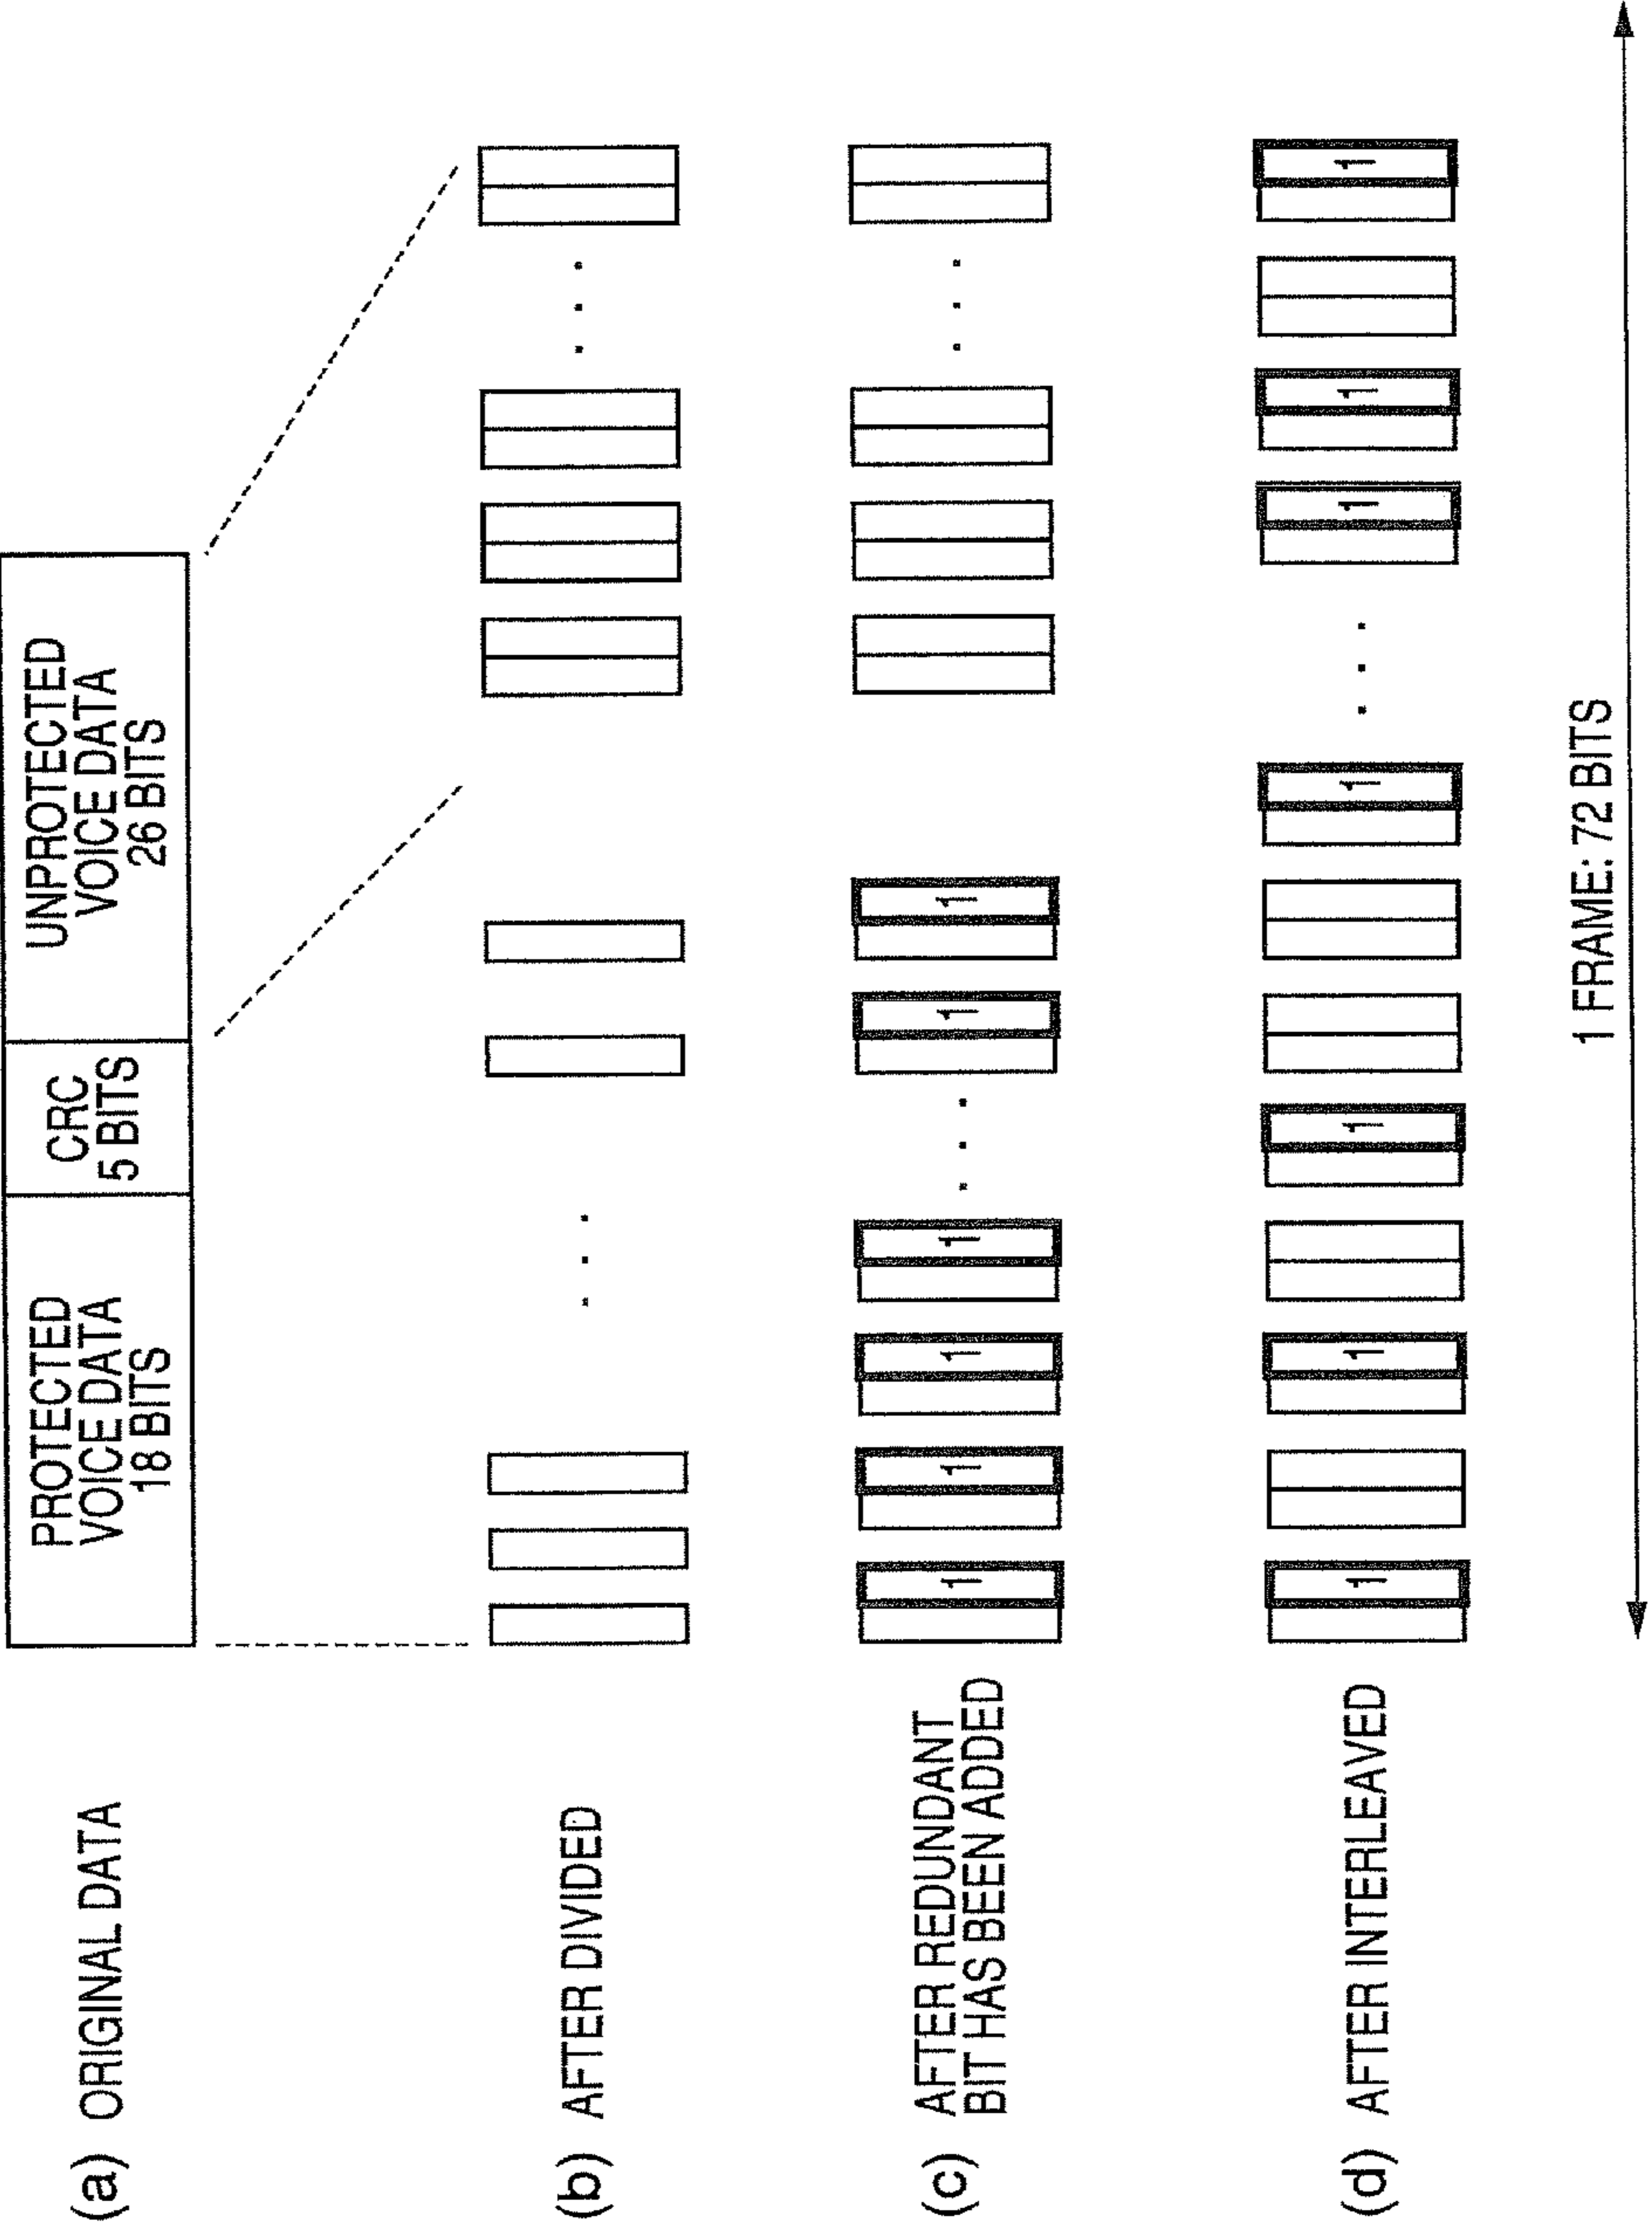 (a) ORIGINAL DATA
PROTECTED
VOICE DATA
18 BITS
CRC
5 BITS
UNPROTECTED
VOICE DATA
26 BITS
(b) AFTER DIVIDED
(c) AFTER REDUNDANT
BIT HAS BEEN ADDED
1 1 1 1 1 1
(d) AFTER INTERLEAVED
1 1 1 1 1 1 1
1 FRAME: 72 BITS